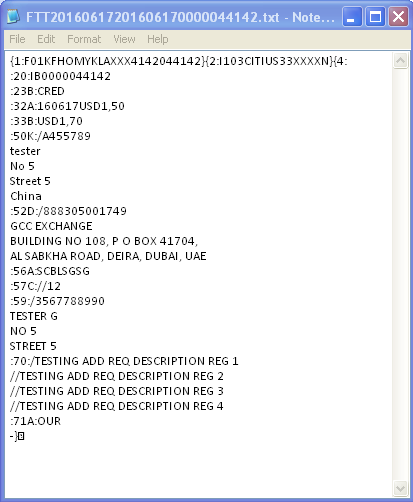 FTT20160617201606170000044142.txt - Note...
File Edit Format View Help
{1:F01KFHOMYKLAXXX4142044142}{2:I103CITIUS33XXXXN}{4:
:20:IB0000044142
:23B:CRED
:32A:160617USD1,50
:33B:USD1,70
:50K:/A455789
tester
No 5
Street 5
China
:52D:/888305001749
GCC EXCHANGE
BUILDING NO 108, P O BOX 41704,
AL SABKHA ROAD, DEIRA, DUBAI, UAE
:56A:SCBLSGSG
:57C://12
:59:/3567788990
TESTER G
NO 5
STREET 5
:70:/TESTING ADD REQ DESCRIPTION REG 1
//TESTING ADD REQ DESCRIPTION REG 2
//TESTING ADD REQ DESCRIPTION REG 3
//TESTING ADD REQ DESCRIPTION REG 4
:71A:OUR
-}